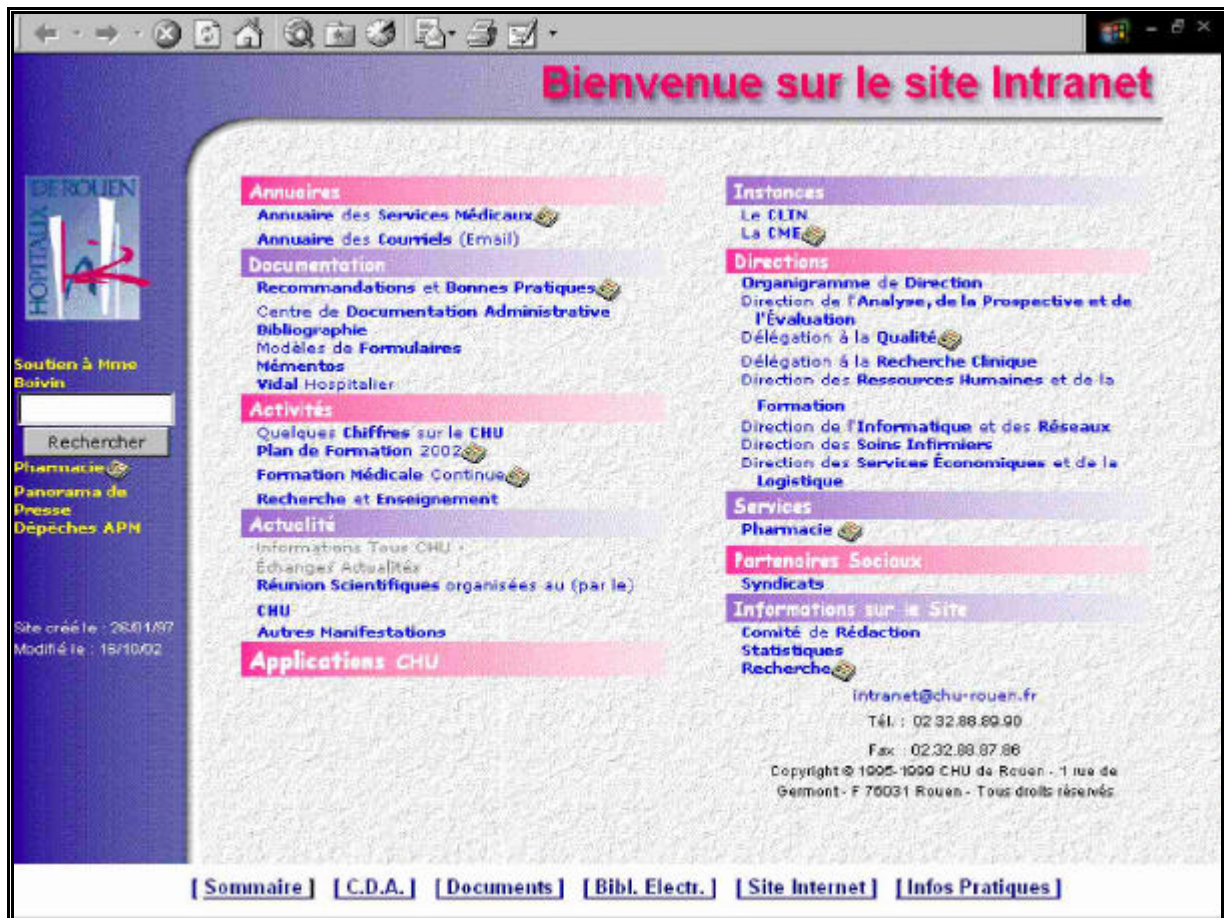 Bienvenue sur le site Intranet
HOPITAUX DE ROUEN
Soutien à Mme
Boivin
Rechercher
Pharmacie
Panorama de
Presse
Dépêches APM
Site créé le : 26/01/97
Modifié le : 16/10/02
Annuaires
Annuaire des Services Médicaux
Annuaire des Courriels (Email)
Documentation
Recommandations et Bonnes Pratiques
Centre de Documentation Administrative
Bibliographie
Modèles de Formulaires
Mémentos
Vidal Hospitalier
Activités
Quelques Chiffres sur le CHU
Plan de Formation 2002
Formation Médicale Continue
Recherche et Enseignement
Actualité
Informations Tous CHU -
Échanges Actualités
Réunion Scientifiques organisées au (par le)
CHU
Autres Manifestations
Applications CHU
Instances
Le CLIN
La CME
Directions
Organigramme de Direction
Direction de l'Analyse, de la Prospective et de
l'Évaluation
Délégation à la Qualité
Délégation à la Recherche Clinique
Direction des Ressources Humaines et de la
Formation
Direction de l'Informatique et des Réseaux
Direction des Soins Infirmiers
Direction des Services Économiques et de la
Logistique
Services
Pharmacie
Partenaires Sociaux
Syndicats
Informations sur le Site
Comité de Rédaction
Statistiques
Recherche
intranet@chu-rouen.fr
Tél. : 02.32.88.89.90
Fax : 02.32.88.87.86
Copyright © 1995-1999 CHU de Rouen - 1 rue de
Germont - F 76031 Rouen - Tous droits réservés
[ Sommaire ] [ C.D.A. ] [ Documents ] [ Bibl. Electr. ] [ Site Internet ] [ Infos Pratiques ]